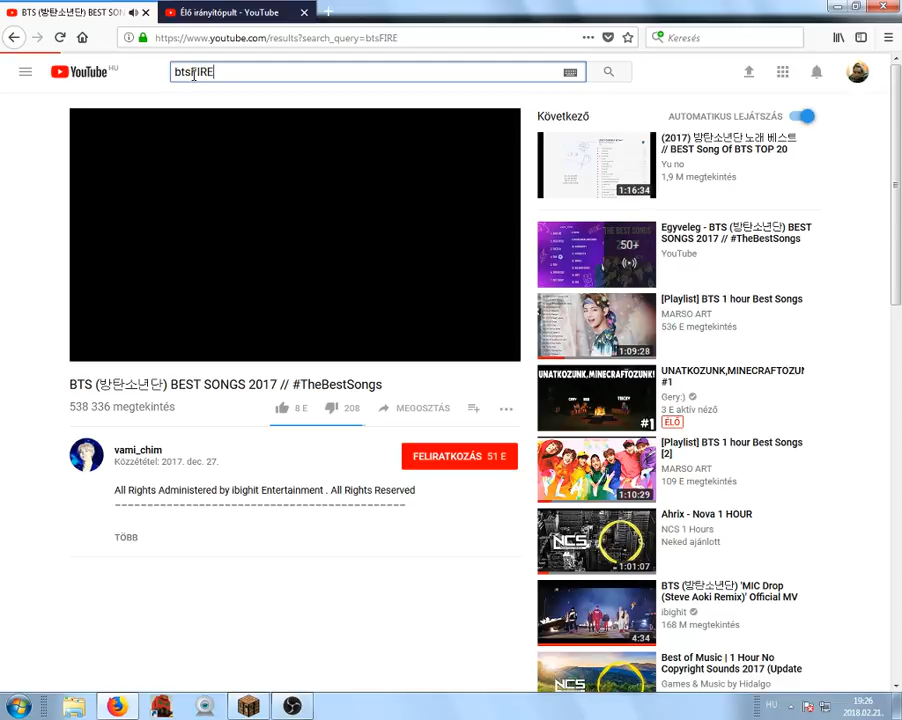 BTS (방탄소년단) BEST SON
Élő irányítópult - YouTube
https://www.youtube.com/results?search_query=btsFIRE
Keresés
YouTube HU
btsFIRE
Következő
AUTOMATIKUS LEJÁTSZÁS
(2017) 방탄소년단 노래 베스트
// BEST Song Of BTS TOP 20
Yu no
1,9 M megtekintés
1:16:34
Egyveleg - BTS (방탄소년단) BEST
SONGS 2017 // #TheBestSongs
YouTube
50+
[Playlist] BTS 1 hour Best Songs
MARSO ART
536 E megtekintés
1:09:28
BTS (방탄소년단) BEST SONGS 2017 // #TheBestSongs
538 336 megtekintés
8 E
208
MEGOSZTÁS
UNATKOZUNK,MINECRAFTOZUNK!
#1
UNATKOZUNK,MINECRAFTOZUN
#1
Gery:)
3 E aktív néző
ÉLŐ
vami_chim
Közzététel: 2017. dec. 27.
FELIRATKOZÁS 51 E
All Rights Administered by ibighit Entertainment . All Rights Reserved
~~~~~~~~~~~~~~~~~~~~~~~~~~~~~~~~~~~~~~~~~~~~
TÖBB
[Playlist] BTS 1 hour Best Songs
[2]
MARSO ART
109 E megtekintés
1:10:29
Ahrix - Nova 1 HOUR
NCS 1 Hours
Neked ajánlott
NCS
1:01:07
BTS (방탄소년단) 'MIC Drop
(Steve Aoki Remix)' Official MV
ibighit
168 M megtekintés
4:34
Best of Music | 1 Hour No
Copyright Sounds 2017 (Update
Games & Music by Hidalgo
NCS
HU
19:26
2018.02.21.